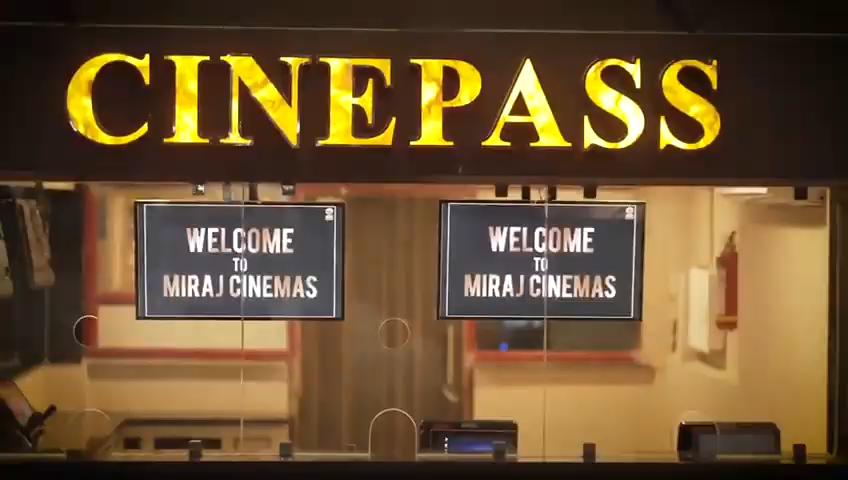 CINEPASS
WELCOME
TO
MIRAJ CINEMAS
WELCOME
TO
MIRAJ CINEMAS